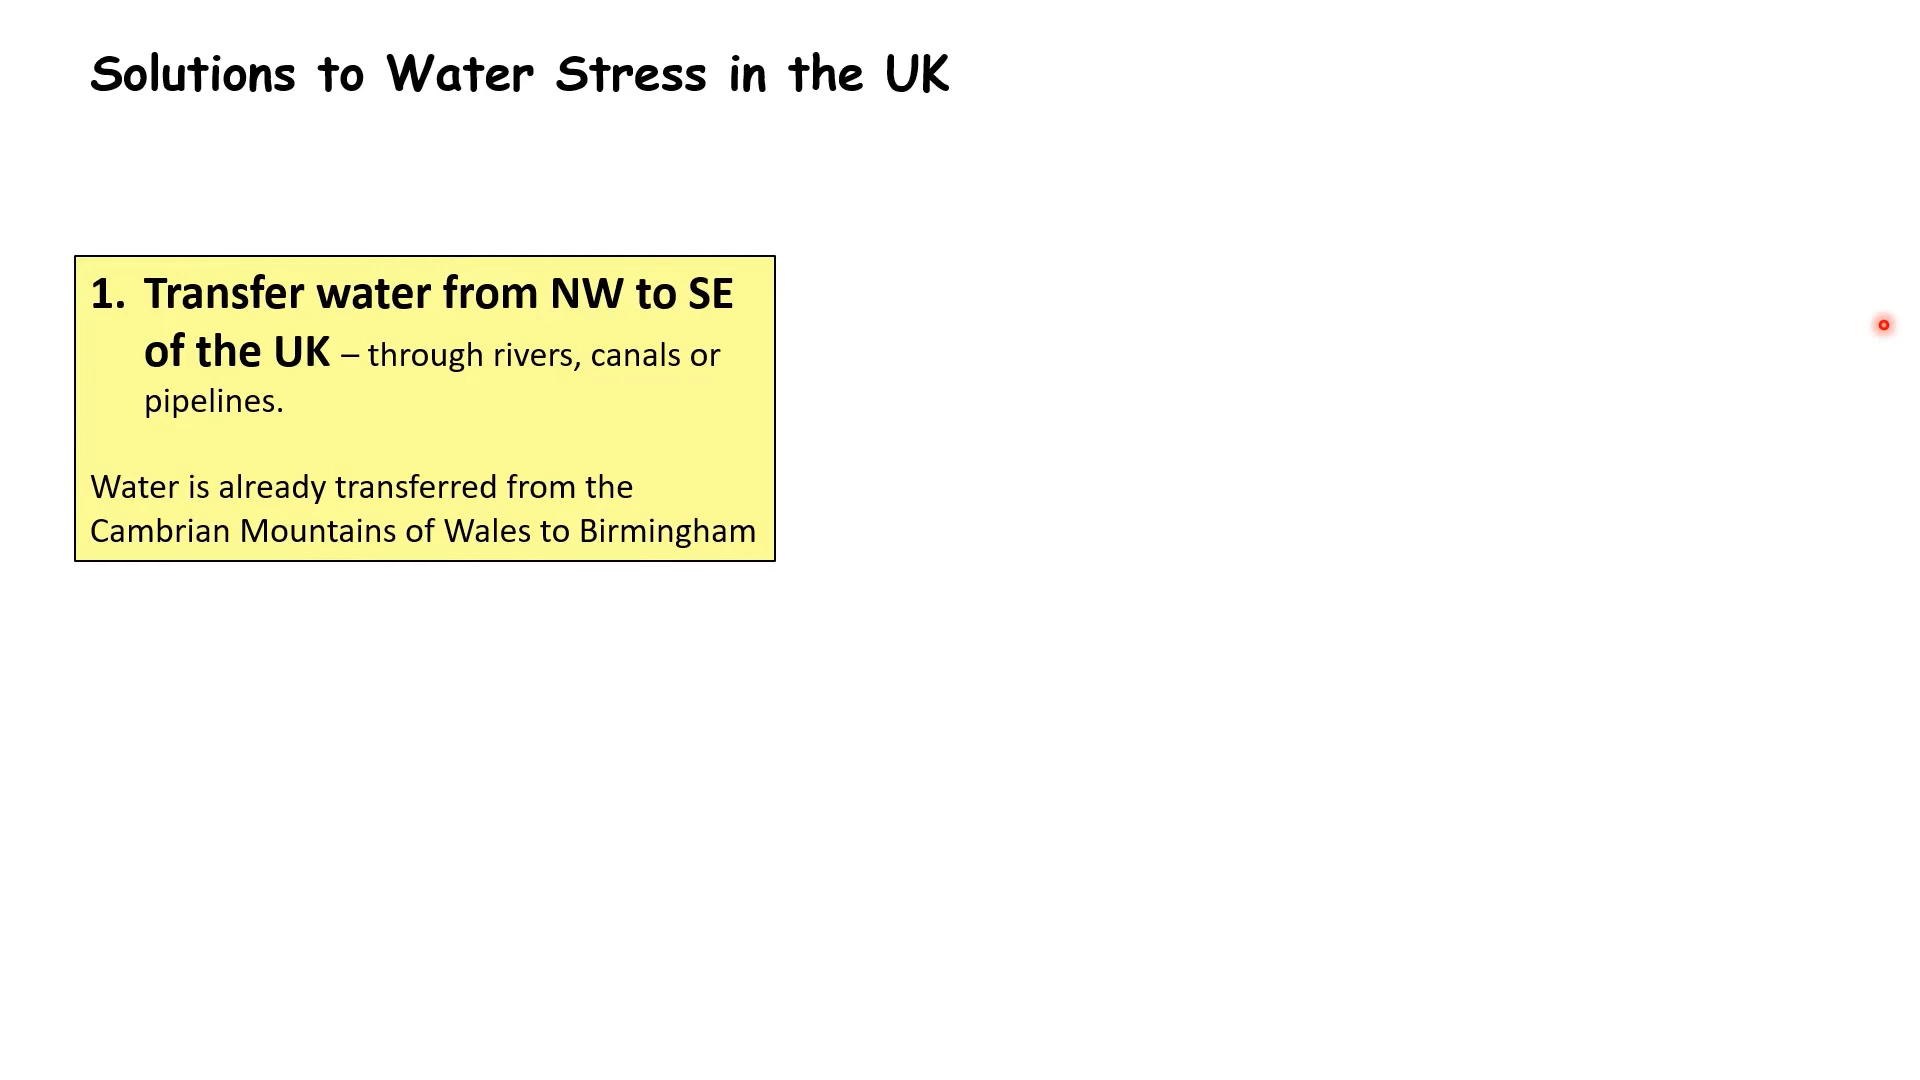 Solutions to Water Stress in the UK
1. Transfer water from NW to SE
of the UK – through rivers, canals or
pipelines.
Water is already transferred from the
Cambrian Mountains of Wales to Birmingham